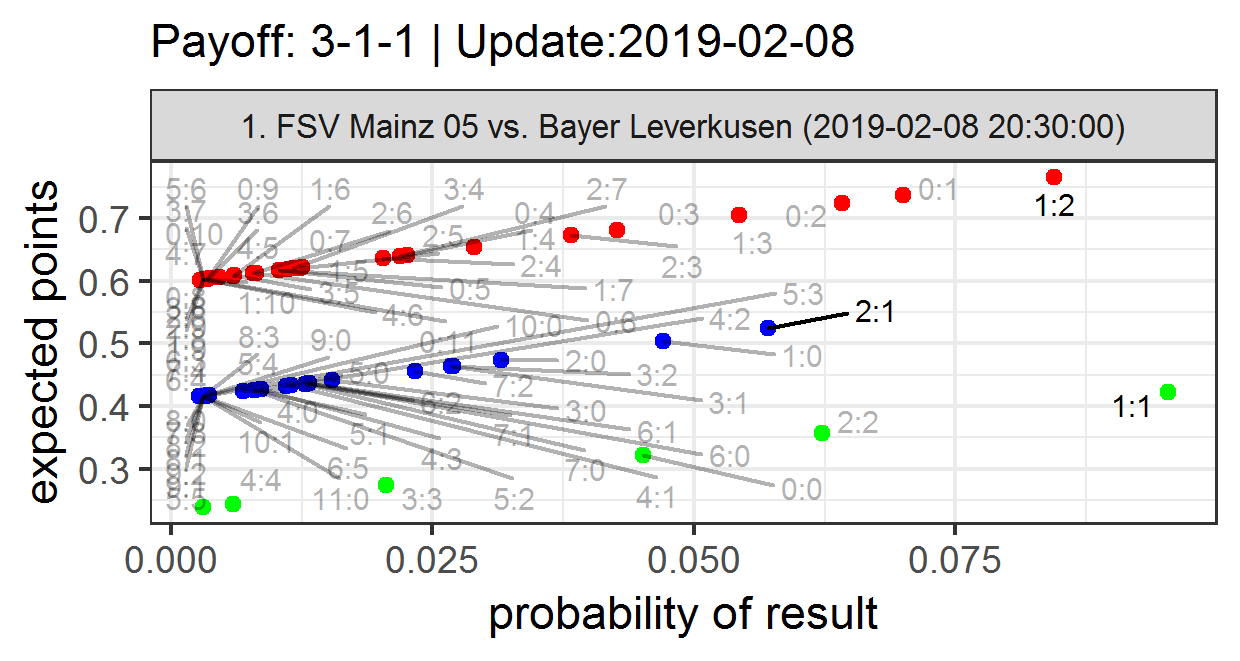 Payoff: 3-1-1 | Update:2019-02-08
1. FSV Mainz 05 vs. Bayer Leverkusen (2019-02-08 20:30:00)
expected points
0.7
0.6
0.5
0.4
0.3
5:6 0:9 1:6 3:4 2:7 0:1
3:7 3:6 2:6 0:4 0:3 0:2 1:2
0:10 4:5 0:7 2:5 1:4 1:3
4:7 1:5 2:4 2:3
1:10 3:5 0:5 1:7 5:3
4:6 0:6 4:2 2:1
8:3 9:0 0:11 10:0 1:0
5:4 5:0 2:0 3:2
6:4 7:2 3:1
4:0 6:2 3:0 1:1
10:1 5:1 7:1 6:1 2:2
6:5 4:3 7:0 6:0
4:4 0:0
5:5 11:0 3:3 5:2 4:1
0.000 0.025 0.050 0.075
probability of result